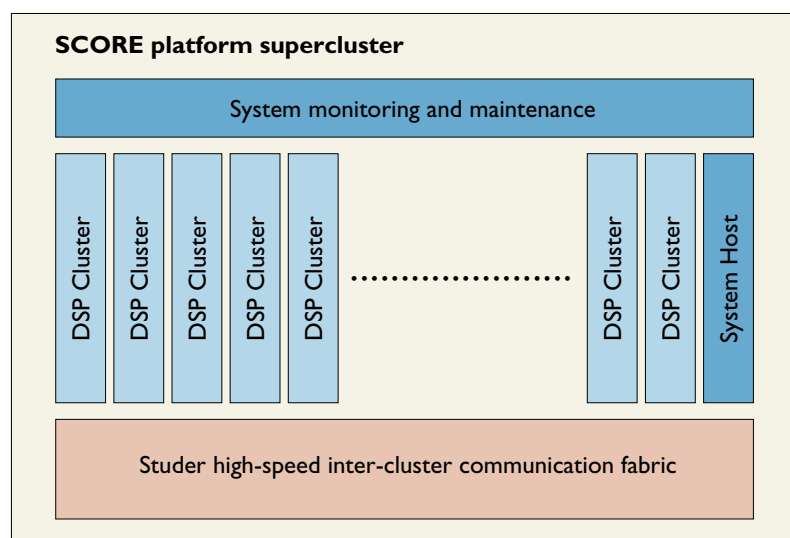 SCORE platform supercluster
System monitoring and maintenance
DSP Cluster
DSP Cluster
DSP Cluster
DSP Cluster
DSP Cluster
DSP Cluster
DSP Cluster
System Host
Studer high-speed inter-cluster communication fabric